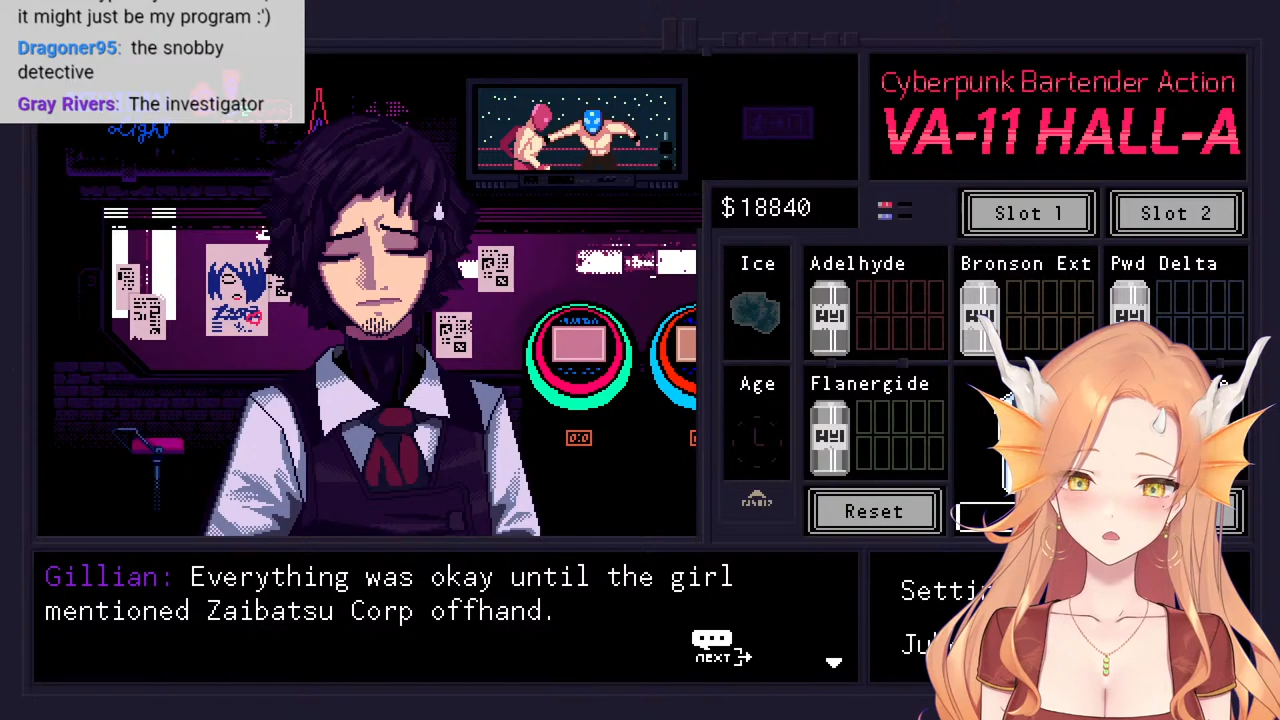 it might just be my program :')
Dragoner95: the snobby
detective
Gray Rivers: The investigator
Cyberpunk Bartender Action
VA-11 HALL-A
$18840
Slot 1
Slot 2
Ice
Adelhyde
Bronson Ext
Pwd Delta
Age
Flanergide
Reset
Gillian: Everything was okay until the girl
mentioned Zaibatsu Corp offhand.
NEXT